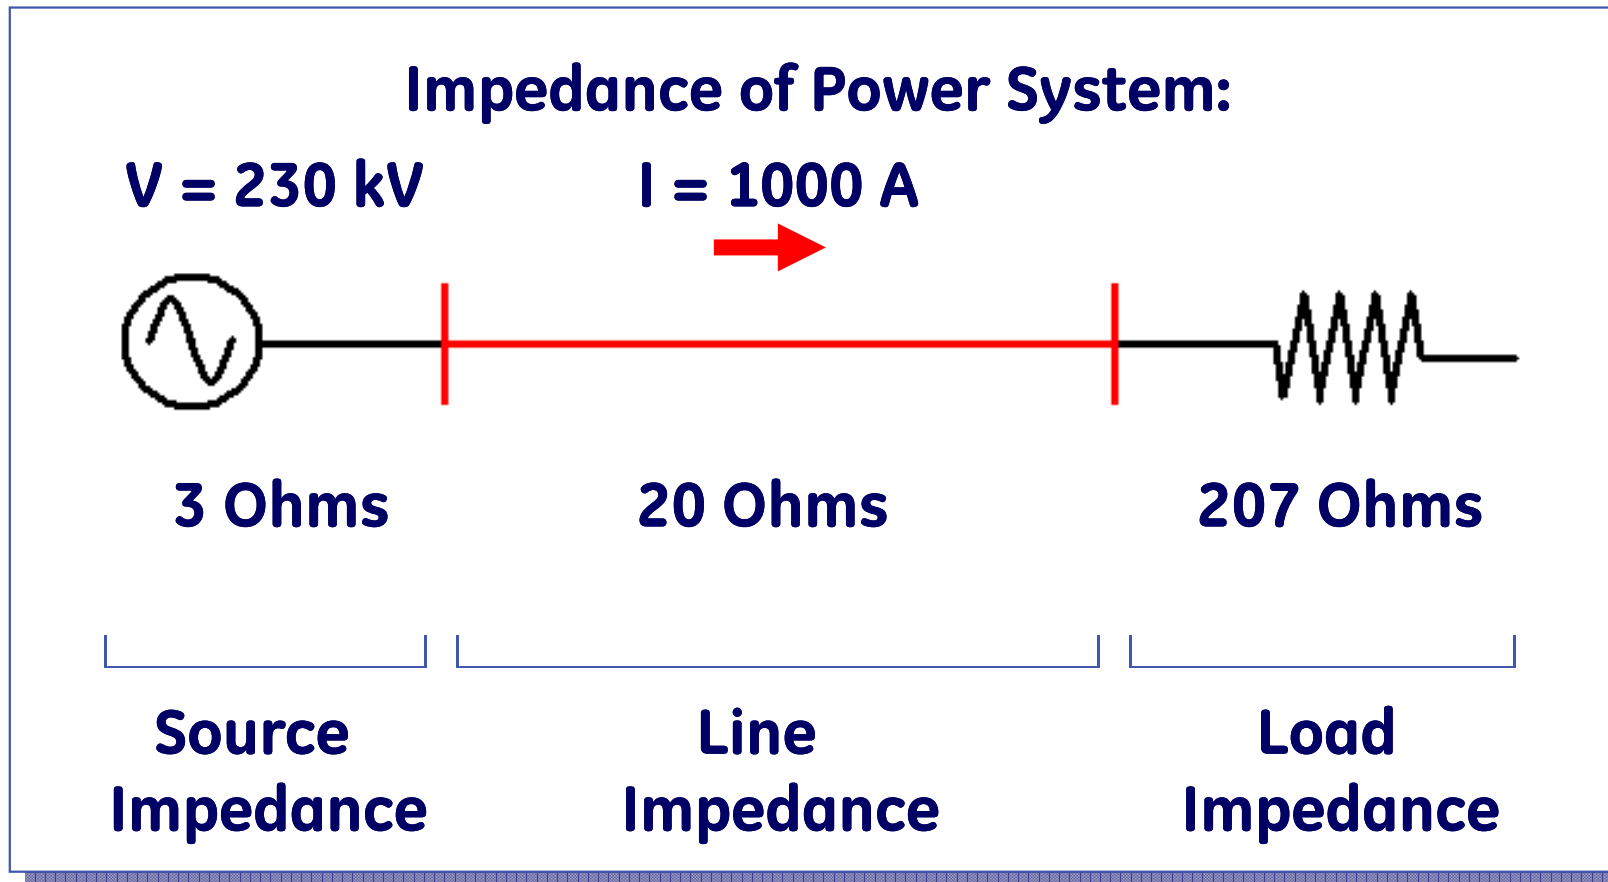 Impedance of Power System:
V = 230 kV I = 1000 A
3 Ohms 20 Ohms 207 Ohms
Source Line Load
Impedance Impedance Impedance